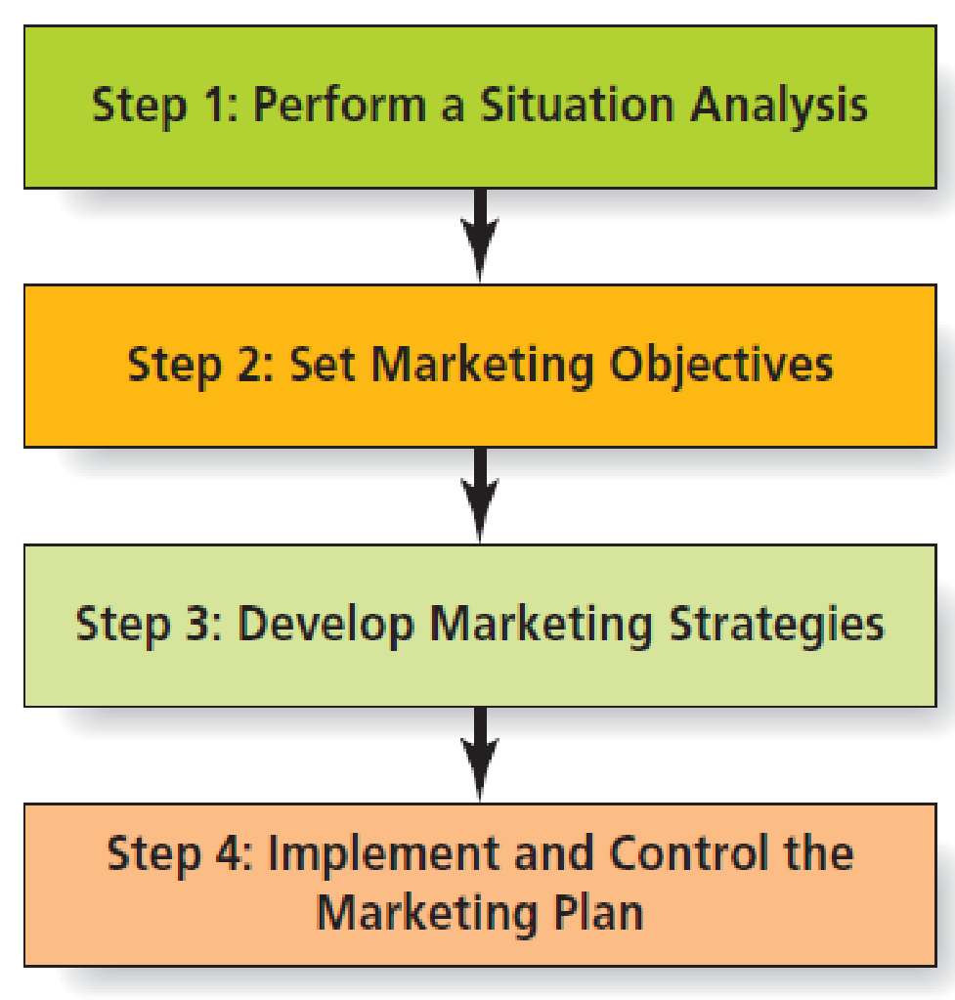 Step 1: Perform a Situation Analysis
Step 2: Set Marketing Objectives
Step 3: Develop Marketing Strategies
Step 4: Implement and Control the
Marketing Plan